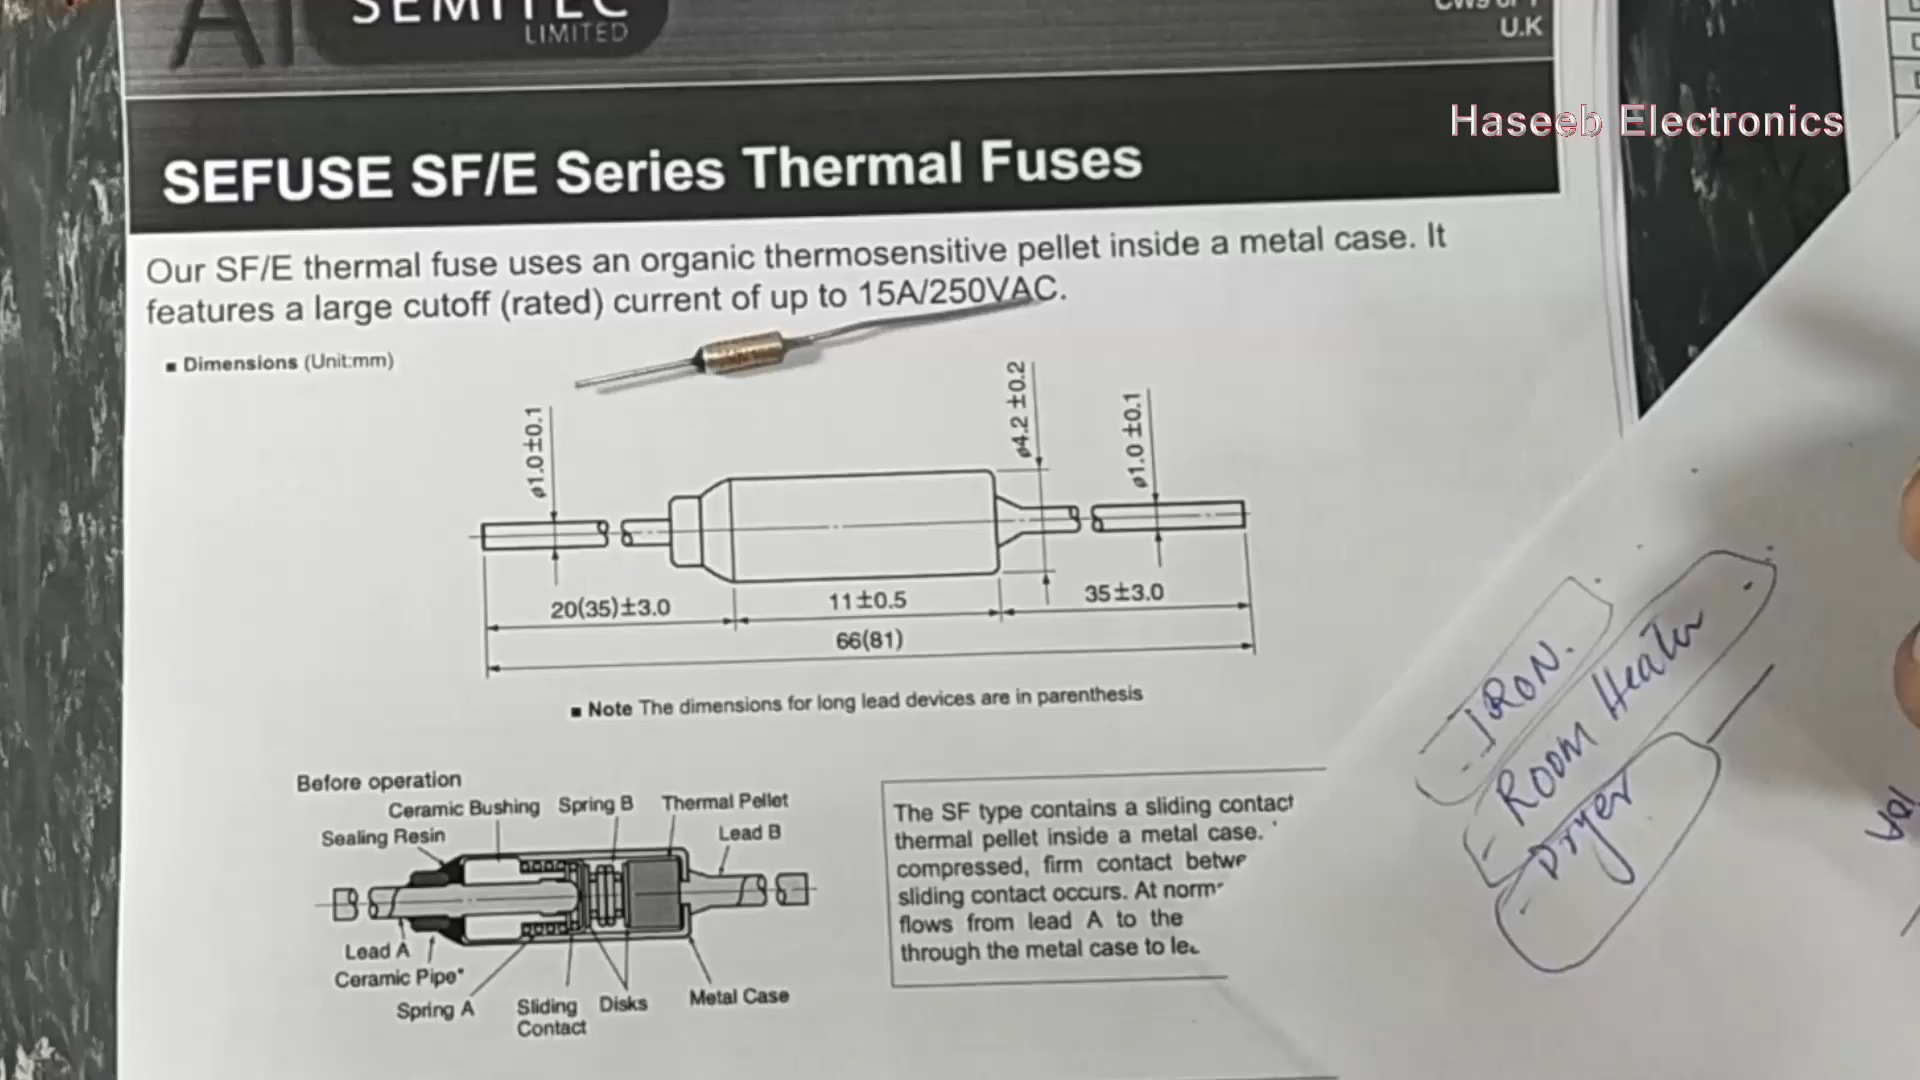 SEMITEC
LIMITED
U.K
Haseeb Electronics
SEFUSE SF/E Series Thermal Fuses
Our SF/E thermal fuse uses an organic thermosensitive pellet inside a metal case. It
features a large cutoff (rated) current of up to 15A/250VAC.
■ Dimensions (Unit:mm)
ø1.0±0.1
ø4.2 ±0.2
ø1.0 ±0.1
20(35)±3.0
11±0.5
35±3.0
66(81)
■ Note The dimensions for long lead devices are in parenthesis
Before operation
Ceramic Bushing
Spring B
Thermal Pellet
Sealing Resin
Lead B
Lead A
Ceramic Pipe*
Spring A
Sliding
Contact
Disks
Metal Case
The SF type contains a sliding contact
thermal pellet inside a metal case.
compressed, firm contact
sliding contact occurs. At
flows from lead A to the
through the metal case to
IRON.
Room Heater
Dryer